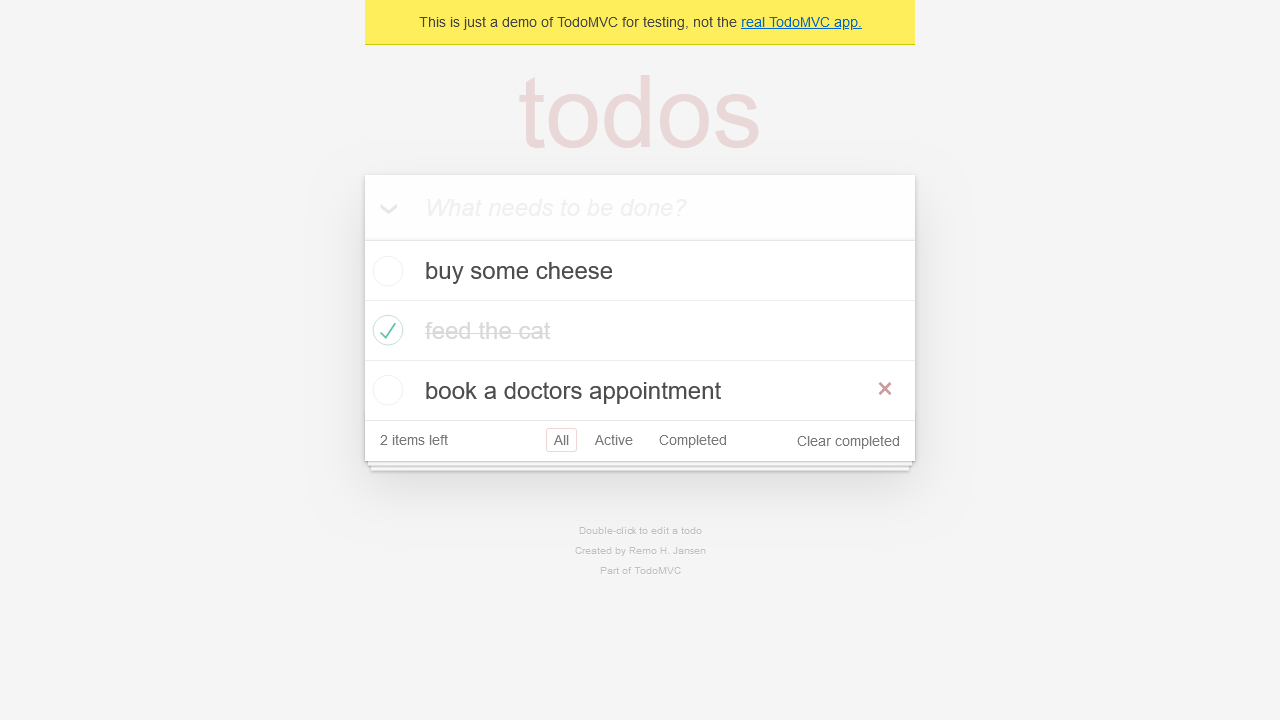 This is just a demo of TodoMVC for testing, not the real TodoMVC app.
todos
What needs to be done?
buy some cheese
feed the cat
book a doctors appointment
2 items left All Active Completed Clear completed
Double-click to edit a todo
Created by Remo H. Jansen
Part of TodoMVC